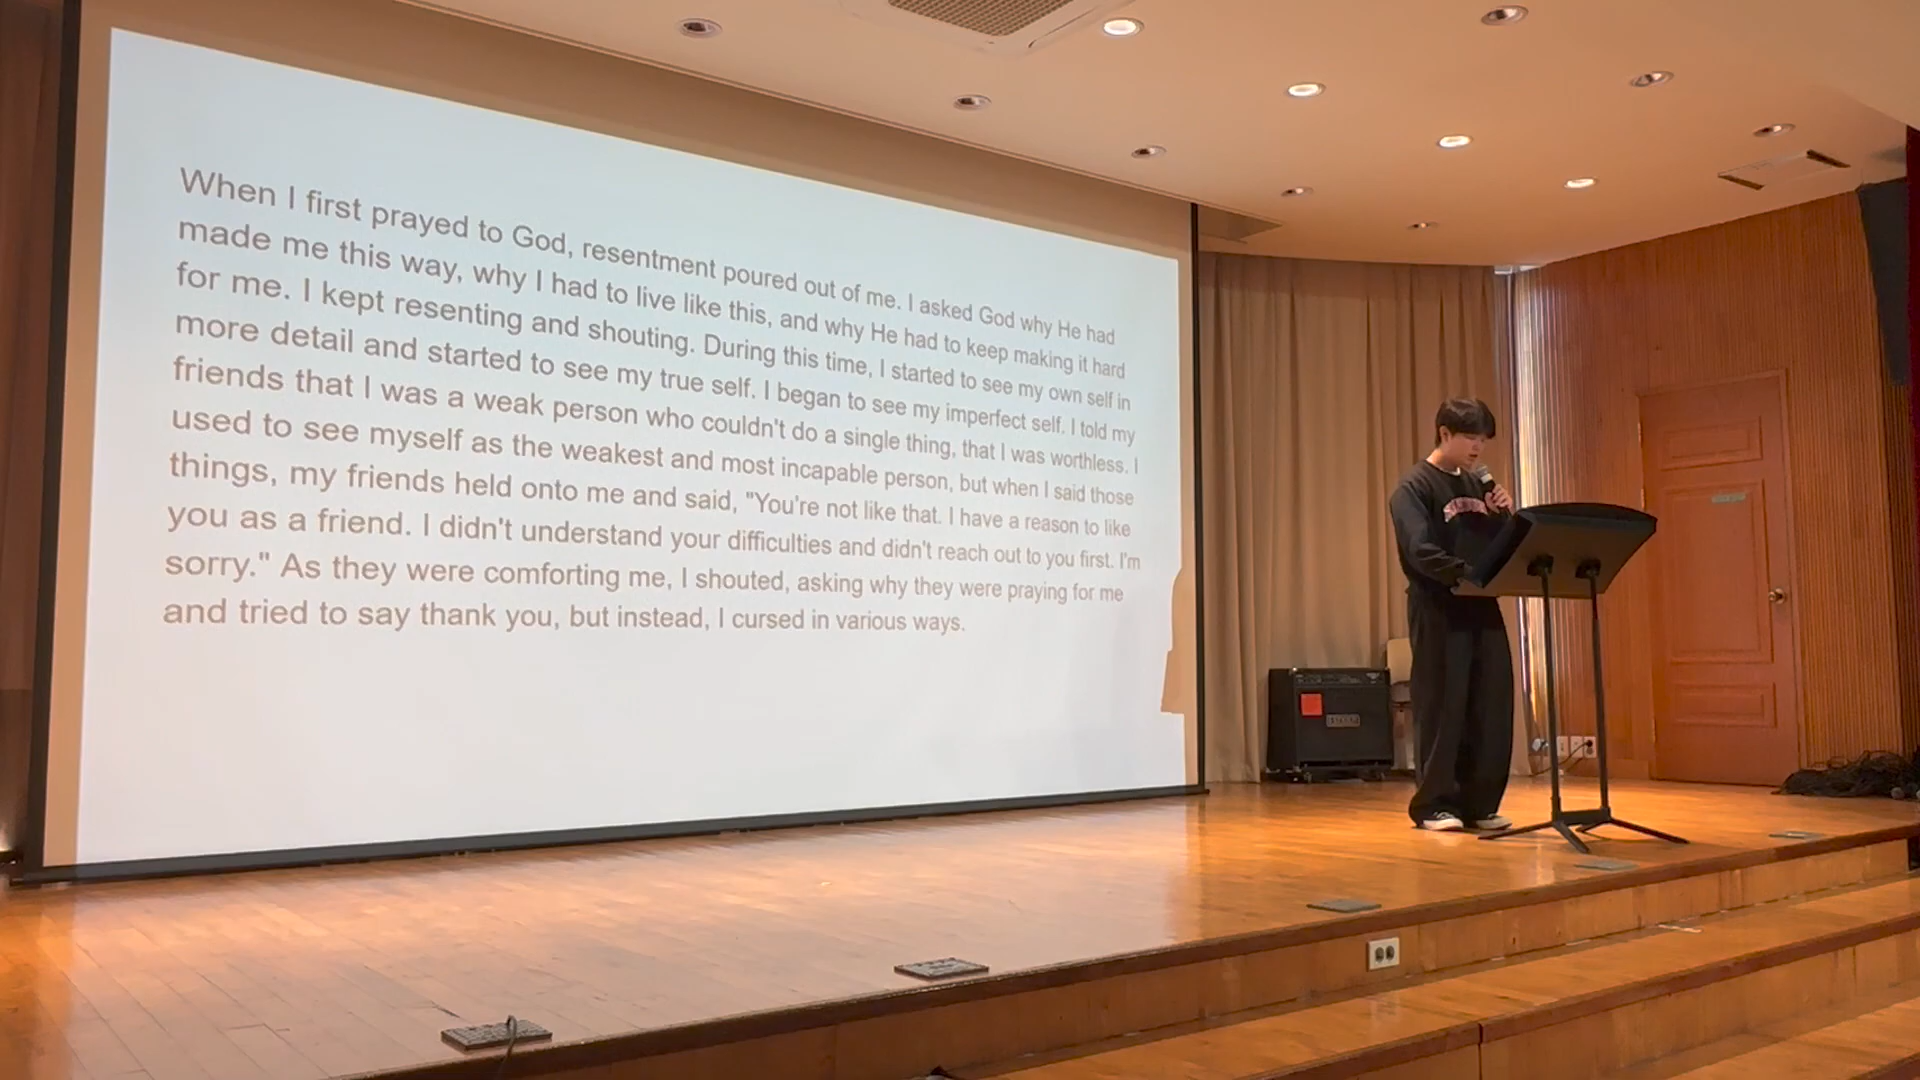 When I first prayed to God, resentment poured out of me. I asked God why He had
made me this way, why I had to live like this, and why He had to keep making it hard
for me. I kept resenting and shouting. During this time, I started to see my own self in
more detail and started to see my true self. I began to see my imperfect self. I told my
friends that I was a weak person who couldn't do a single thing, that I was worthless. I
used to see myself as the weakest and most incapable person, but when I said those
things, my friends held onto me and said, "You're not like that. I have a reason to like
you as a friend. I didn't understand your difficulties and didn't reach out to you first. I'm
sorry." As they were comforting me, I shouted, asking why they were praying for me
and tried to say thank you, but instead, I cursed in various ways.